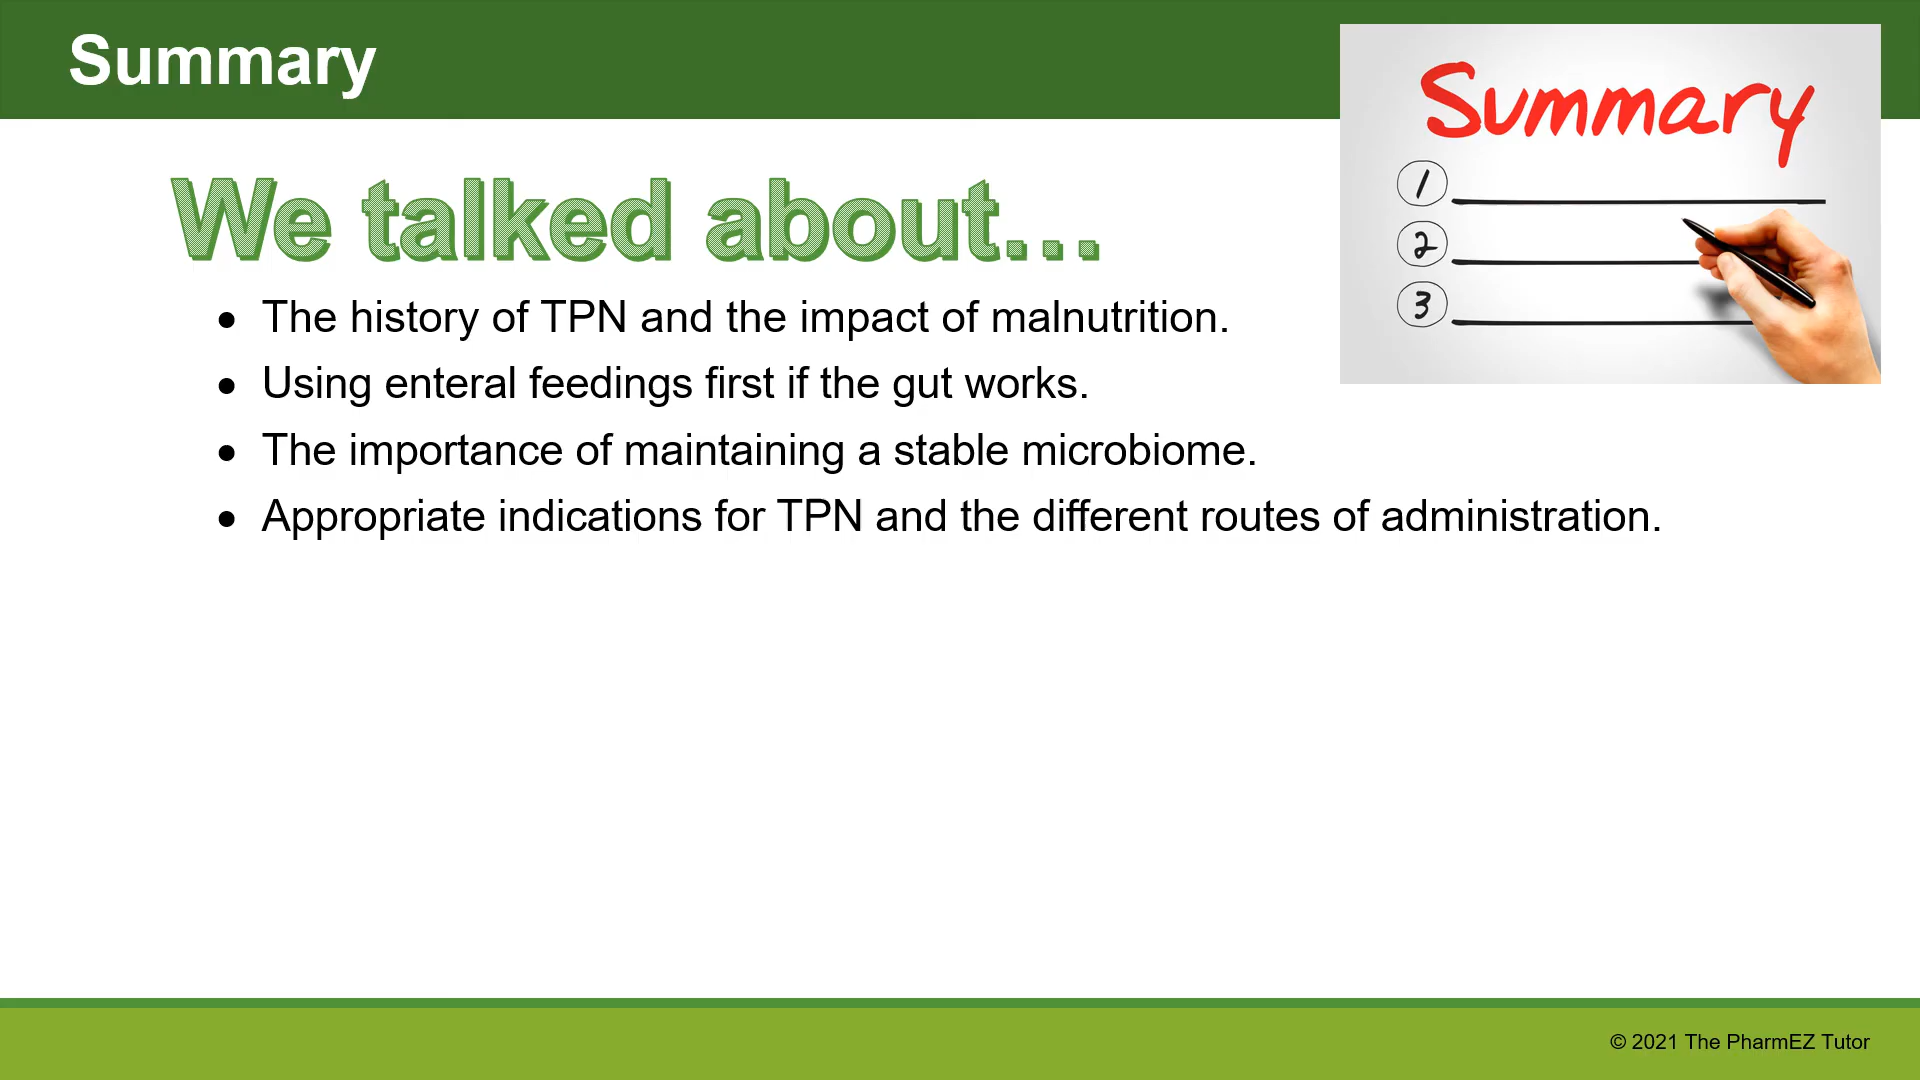 Summary
Summary
1
2
3
We talked about...
• The history of TPN and the impact of malnutrition.
• Using enteral feedings first if the gut works.
• The importance of maintaining a stable microbiome.
• Appropriate indications for TPN and the different routes of administration.
© 2021 The PharmEZ Tutor